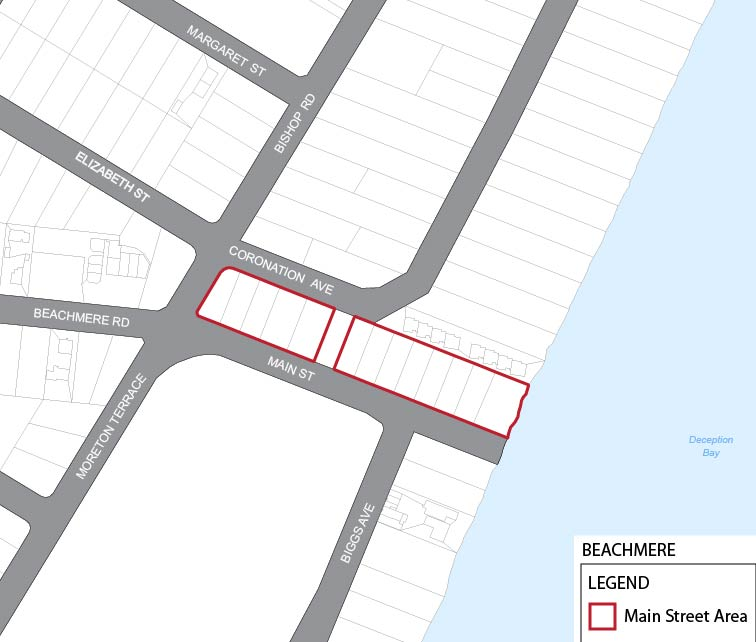 MARGARET ST
BISHOP RD
ELIZABETH ST
CORONATION AVE
BEACHMERE RD
MAIN ST
MORETON TERRACE
BIGGS AVE
Deception
Bay
BEACHMERE
LEGEND
Main Street Area